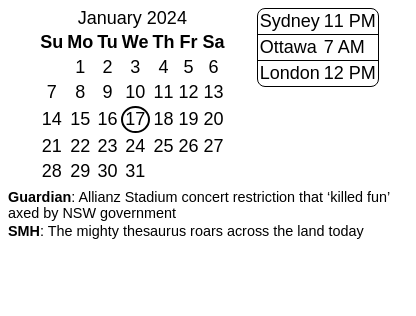 January 2024
Su Mo Tu We Th Fr Sa
1 2 3 4 5 6
7 8 9 10 11 12 13
14 15 16 17 18 19 20
21 22 23 24 25 26 27
28 29 30 31
Sydney 11 PM
Ottawa 7 AM
London 12 PM
Guardian: Allianz Stadium concert restriction that ‘killed fun’
axed by NSW government
SMH: The mighty thesaurus roars across the land today